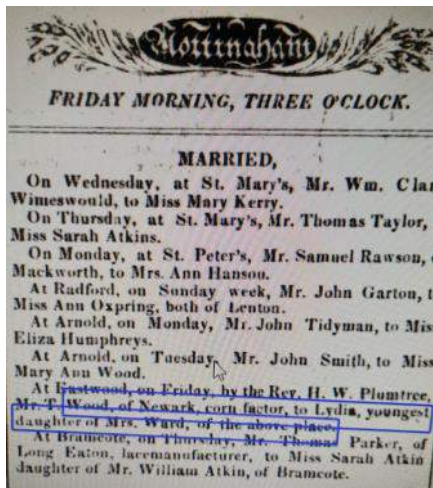 Nottingham
FRIDAY MORNING, THREE O'CLOCK.
MARRIED,
On Wednesday, at St. Mary's, Mr. Wm. Clar
Wimeswould, to Miss Mary Kerry.
On Thursday, at St. Mary's, Mr. Thomas Taylor,
Miss Sarah Atkins.
On Monday, at St. Peter's, Mr. Samuel Rawson,
Mackworth, to Mrs. Ann Hanson.
At Radford, on Sunday week, Mr. John Garton, t
Miss Ann Oxpring, both of Lenton.
At Arnold, on Monday, Mr. John Tidyman, to Mis
Eliza Humphreys.
At Arnold, on Tuesday, Mr. John Smith, to Miss
Mary Ann Wood.
At Eastwood, on Friday, by the Rev. H. W. Plumtree,
Mr. T. Wood, of Newark, corn factor, to Lydia, youngest
daughter of Mrs. Ward, of the above place.
At Bramcote, on Thursday, Mr. Thomas Parker, of
Long Eaton, lacemanufacturer, to Miss Sarah Atkin
daughter of Mr. William Atkin, of Bramcote.